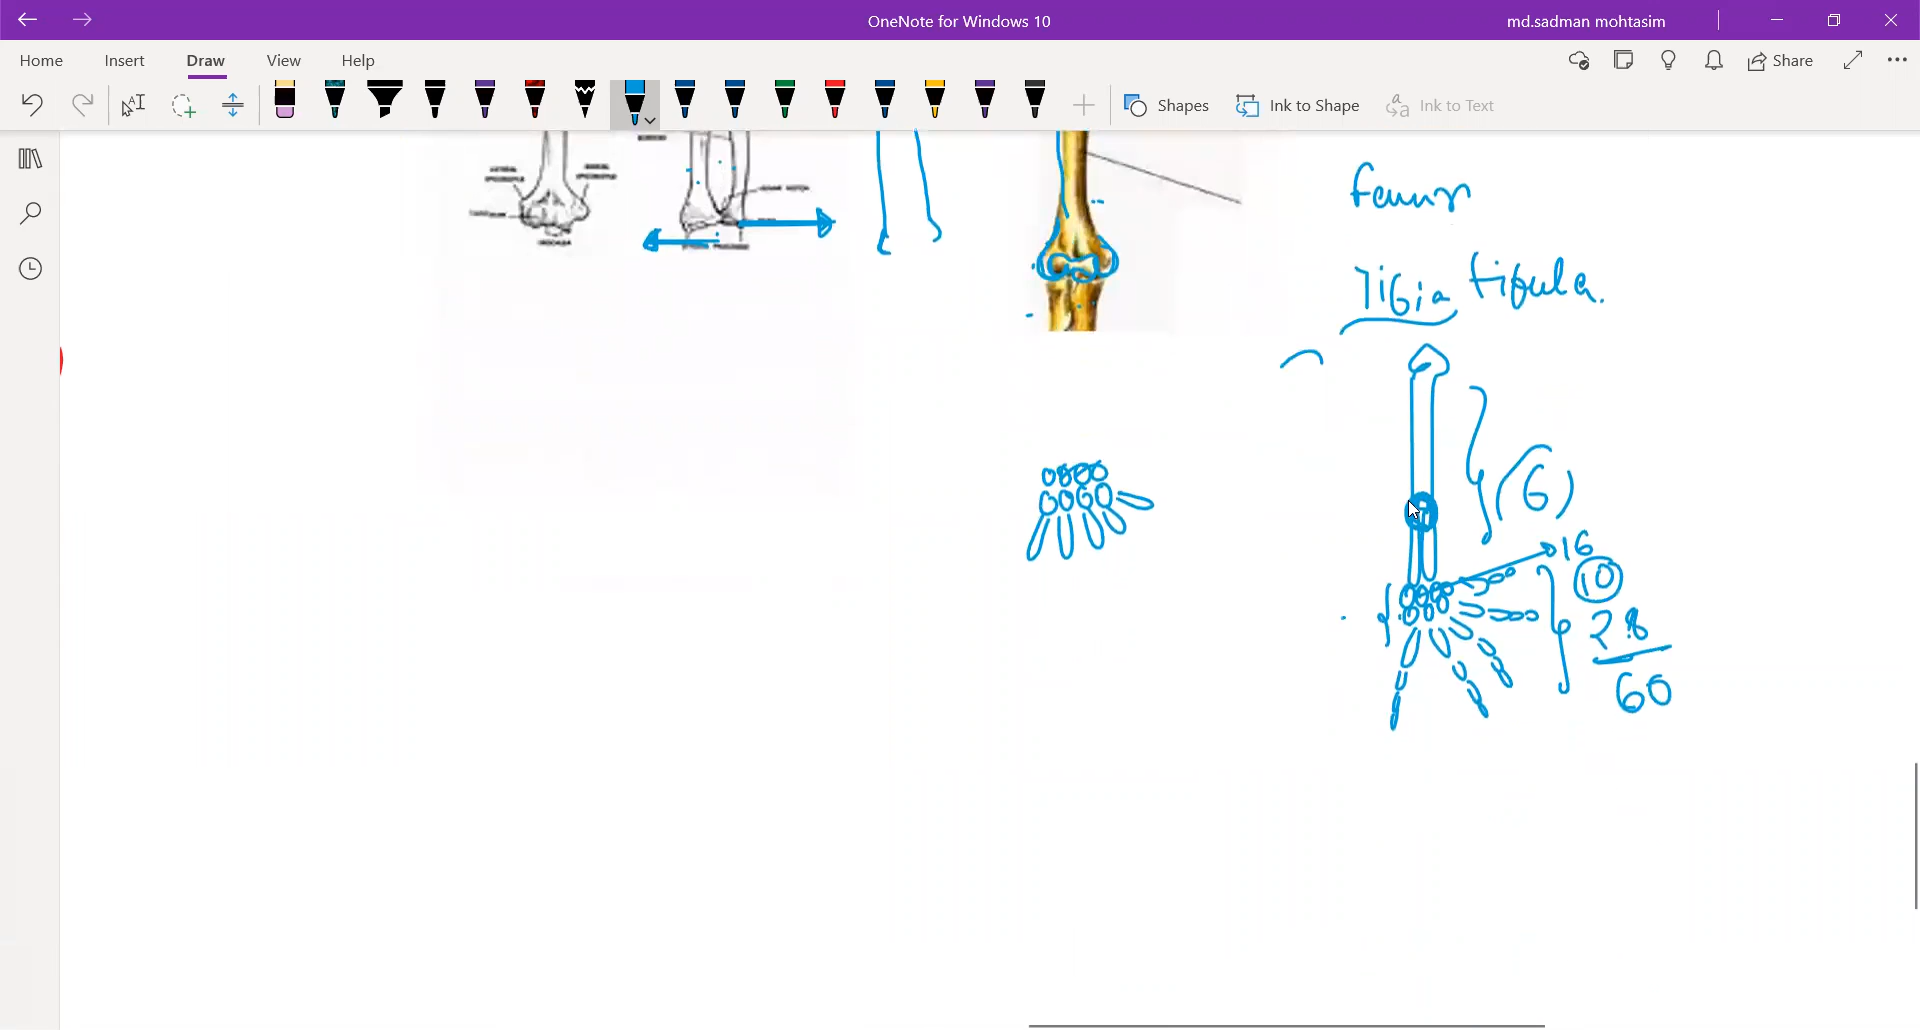 OneNote for Windows 10
md.sadman mohtasim
Home Insert Draw View Help
Share
Shapes Ink to Shape Ink to Text
femur
Tibia fibula.
(6)
16
10
28
60